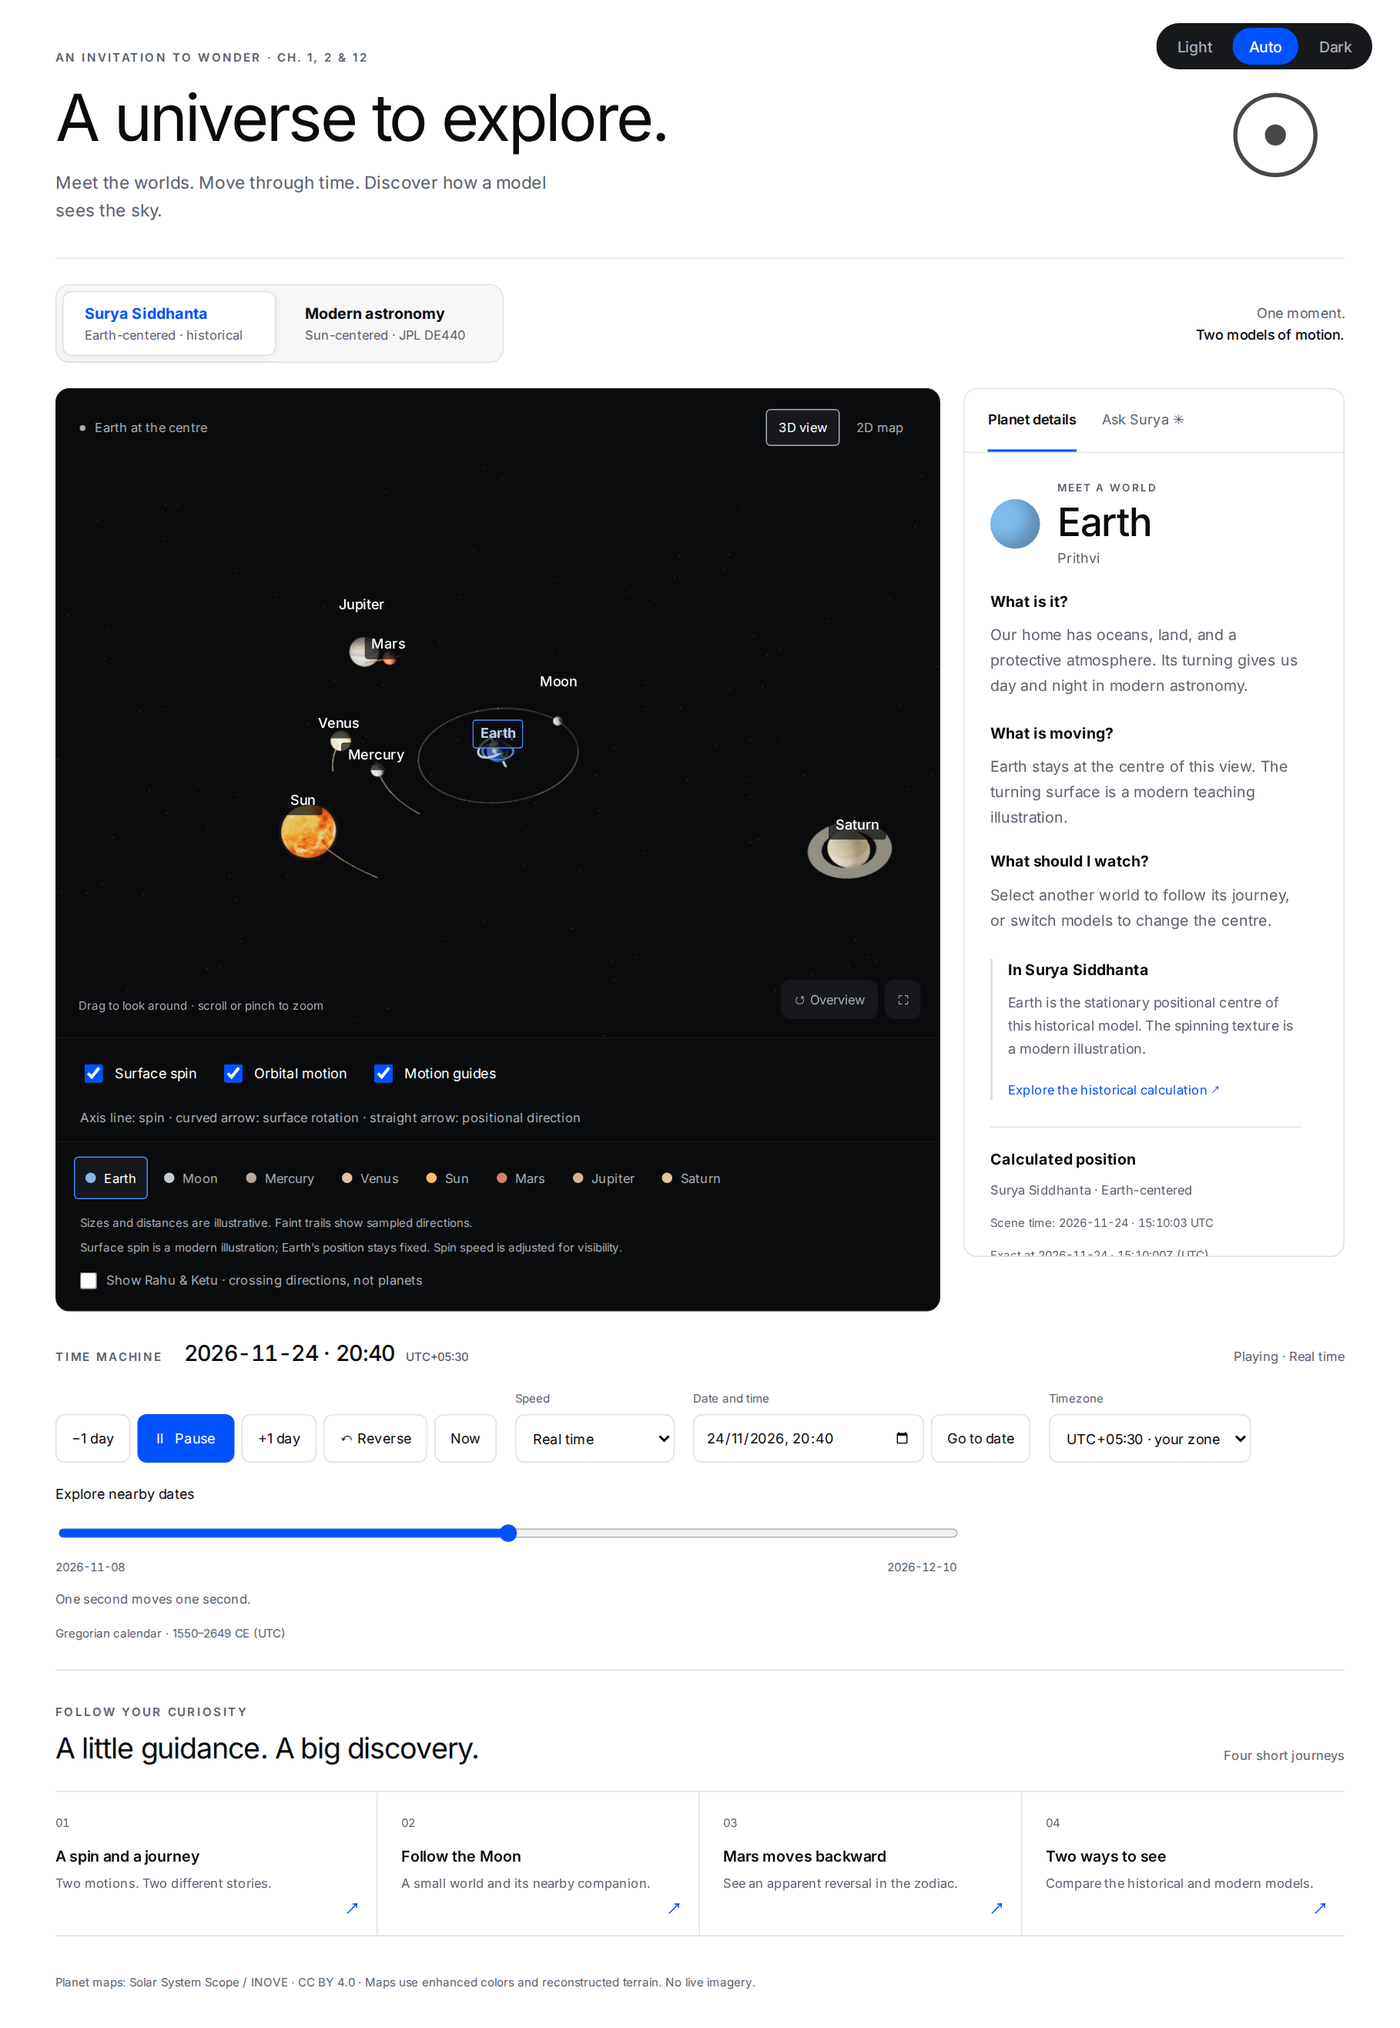 Light Auto Dark
AN INVITATION TO WONDER · CH. 1, 2 & 12
A universe to explore.
Meet the worlds. Move through time. Discover how a model
sees the sky.
Surya Siddhanta
Earth-centered · historical
Modern astronomy
Sun-centered · JPL DE440
One moment.
Two models of motion.
Earth at the centre
3D view 2D map
Jupiter
Mars
Moon
Venus
Earth
Mercury
Sun
Saturn
Drag to look around · scroll or pinch to zoom
Overview
Surface spin Orbital motion Motion guides
Axis line: spin · curved arrow: surface rotation · straight arrow: positional direction
Earth Moon Mercury Venus Sun Mars Jupiter Saturn
Sizes and distances are illustrative. Faint trails show sampled directions.
Surface spin is a modern illustration; Earth’s position stays fixed. Spin speed is adjusted for visibility.
Show Rahu & Ketu · crossing directions, not planets
Planet details Ask Surya ✳
MEET A WORLD
Earth
Prithvi
What is it?
Our home has oceans, land, and a
protective atmosphere. Its turning gives us
day and night in modern astronomy.
What is moving?
Earth stays at the centre of this view. The
turning surface is a modern teaching
illustration.
What should I watch?
Select another world to follow its journey,
or switch models to change the centre.
In Surya Siddhanta
Earth is the stationary positional centre of
this historical model. The spinning texture is
a modern illustration.
Explore the historical calculation ↗
Calculated position
Surya Siddhanta · Earth-centered
Scene time: 2026-11-24 · 15:10:03 UTC
Exact at 2026-11-24 · 15:10:00Z (UTC)
TIME MACHINE 2026-11-24 · 20:40 UTC+05:30
Playing · Real time
Speed Date and time Timezone
−1 day Pause +1 day Reverse Now Real time 24/11/2026, 20:40 Go to date UTC+05:30 · your zone
Explore nearby dates
2026-11-08 2026-12-10
One second moves one second.
Gregorian calendar · 1550–2649 CE (UTC)
FOLLOW YOUR CURIOSITY
A little guidance. A big discovery.
Four short journeys
01
A spin and a journey
Two motions. Two different stories.
↗
02
Follow the Moon
A small world and its nearby companion.
↗
03
Mars moves backward
See an apparent reversal in the zodiac.
↗
04
Two ways to see
Compare the historical and modern models.
↗
Planet maps: Solar System Scope / INOVE · CC BY 4.0 · Maps use enhanced colors and reconstructed terrain. No live imagery.